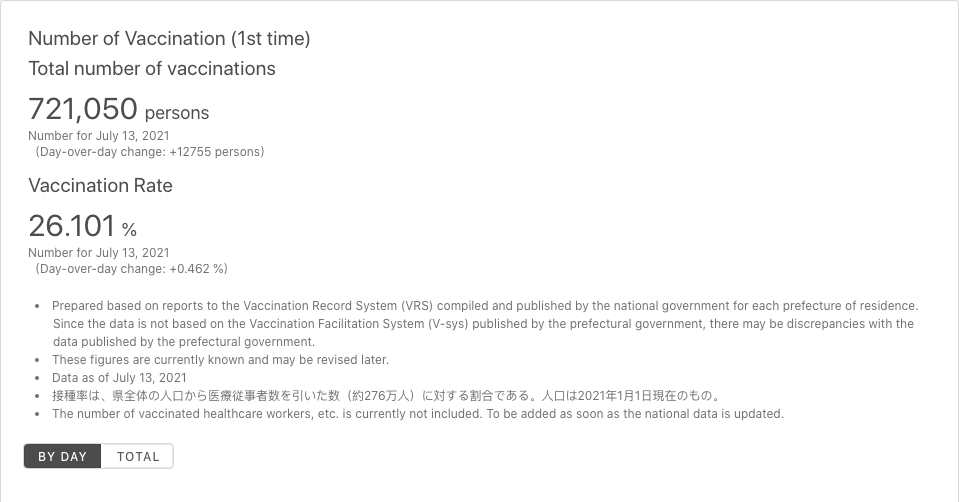 Number of Vaccination (1st time)
Total number of vaccinations
721,050 persons
Number for July 13, 2021
（Day-over-day change: +12755 persons）
Vaccination Rate
26.101 %
Number for July 13, 2021
（Day-over-day change: +0.462 %）
• Prepared based on reports to the Vaccination Record System (VRS) compiled and published by the national government for each prefecture of residence.
Since the data is not based on the Vaccination Facilitation System (V-sys) published by the prefectural government, there may be discrepancies with the
data published by the prefectural government.
• These figures are currently known and may be revised later.
• Data as of July 13, 2021
• 接種率は、県全体の人口から医療従事者数を引いた数（約276万人）に対する割合である。人口は2021年1月1日現在のもの。
• The number of vaccinated healthcare workers, etc. is currently not included. To be added as soon as the national data is updated.
BY DAY TOTAL